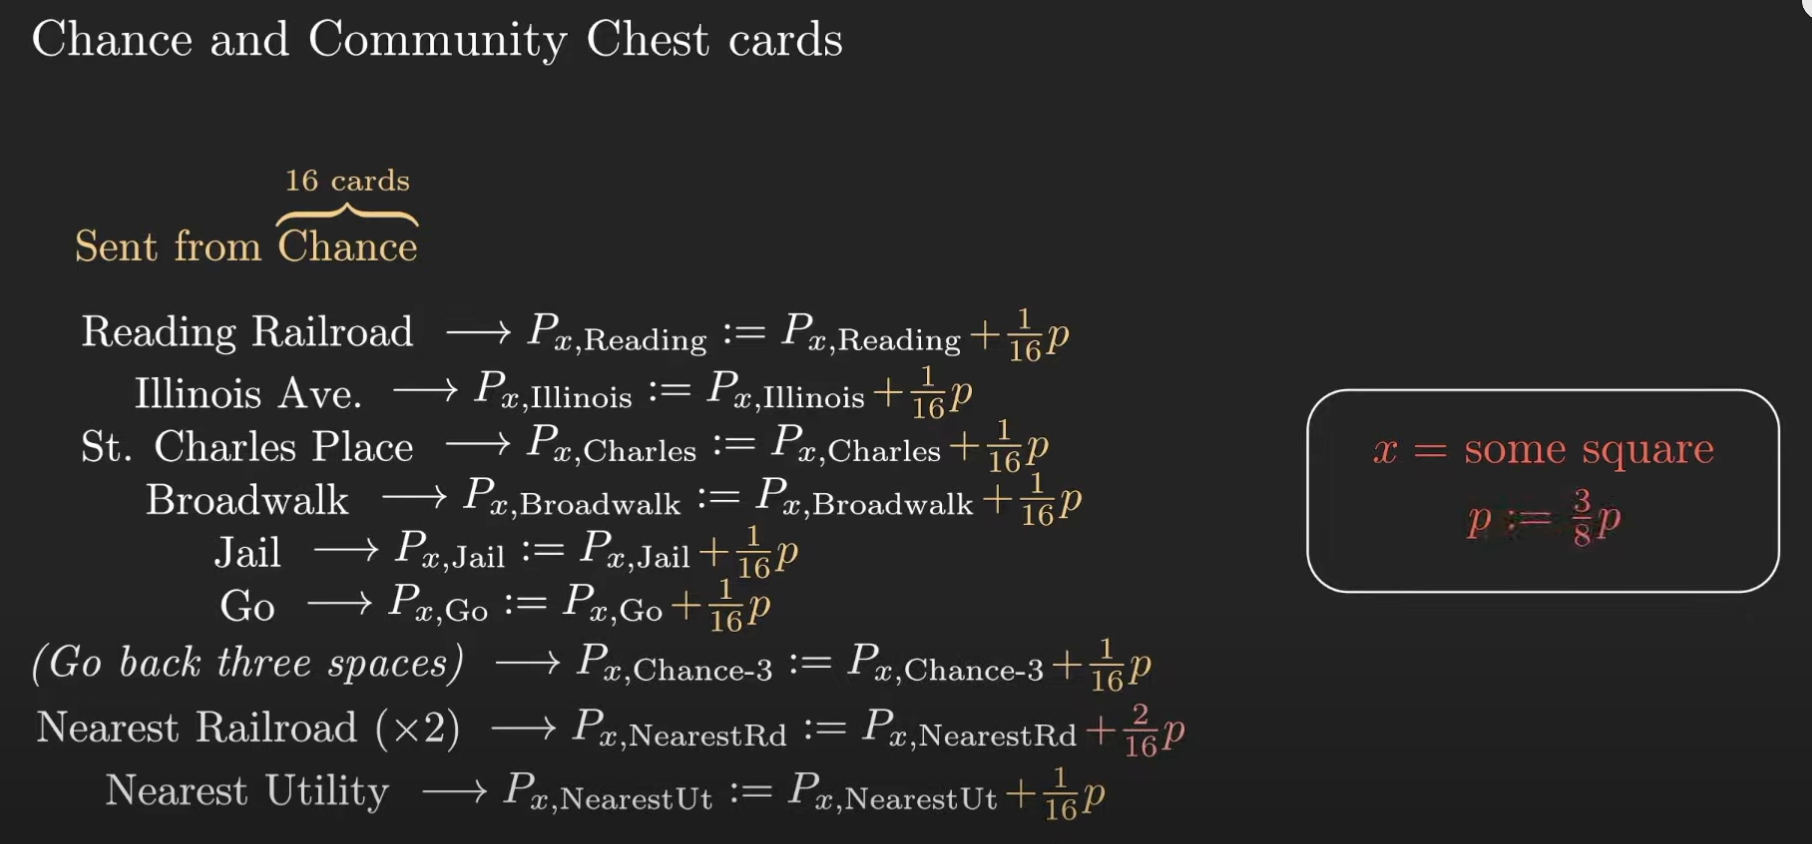 Chance and Community Chest cards
16 cards
Sent from Chance
Reading Railroad ⟶ P_{x,Reading} := P_{x,Reading} + 1/16 p
Illinois Ave. ⟶ P_{x,Illinois} := P_{x,Illinois} + 1/16 p
St. Charles Place ⟶ P_{x,Charles} := P_{x,Charles} + 1/16 p
Broadwalk ⟶ P_{x,Broadwalk} := P_{x,Broadwalk} + 1/16 p
Jail ⟶ P_{x,Jail} := P_{x,Jail} + 1/16 p
Go ⟶ P_{x,Go} := P_{x,Go} + 1/16 p
(Go back three spaces) ⟶ P_{x,Chance-3} := P_{x,Chance-3} + 1/16 p
Nearest Railroad (×2) ⟶ P_{x,NearestRd} := P_{x,NearestRd} + 2/16 p
Nearest Utility ⟶ P_{x,NearestUt} := P_{x,NearestUt} + 1/16 p
x = some square
p := 3/8 p